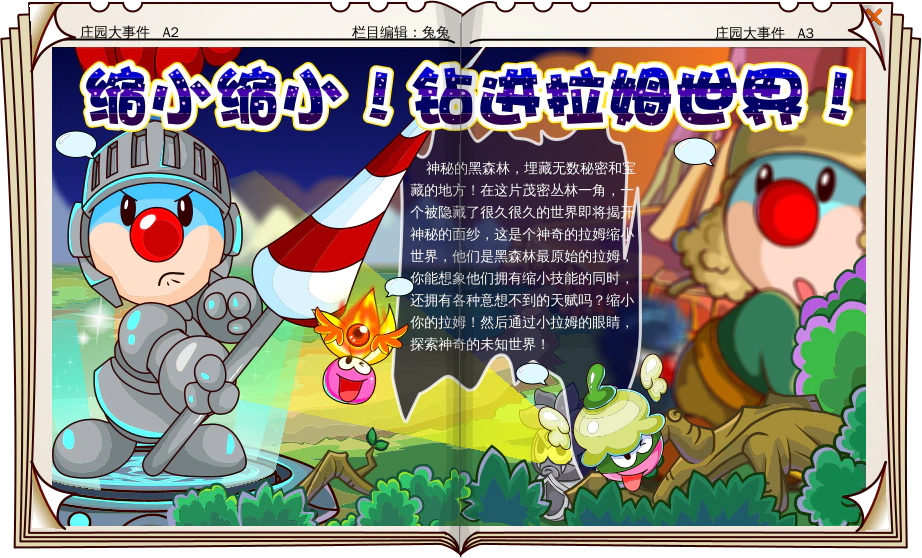 庄园大事件 A2
栏目编辑：兔兔
庄园大事件 A3
缩小缩小！钻进拉姆世界！
神秘的黑森林，埋藏无数秘密和宝
藏的地方！在这片茂密丛林一角，一
个被隐藏了很久很久的世界即将揭开
神秘的面纱，这是个神奇的拉姆缩小
世界，他们是黑森林最原始的拉姆，
你能想象他们拥有缩小技能的同时，
还拥有各种意想不到的天赋吗？缩小
你的拉姆！然后通过小拉姆的眼睛，
探索神奇的未知世界！